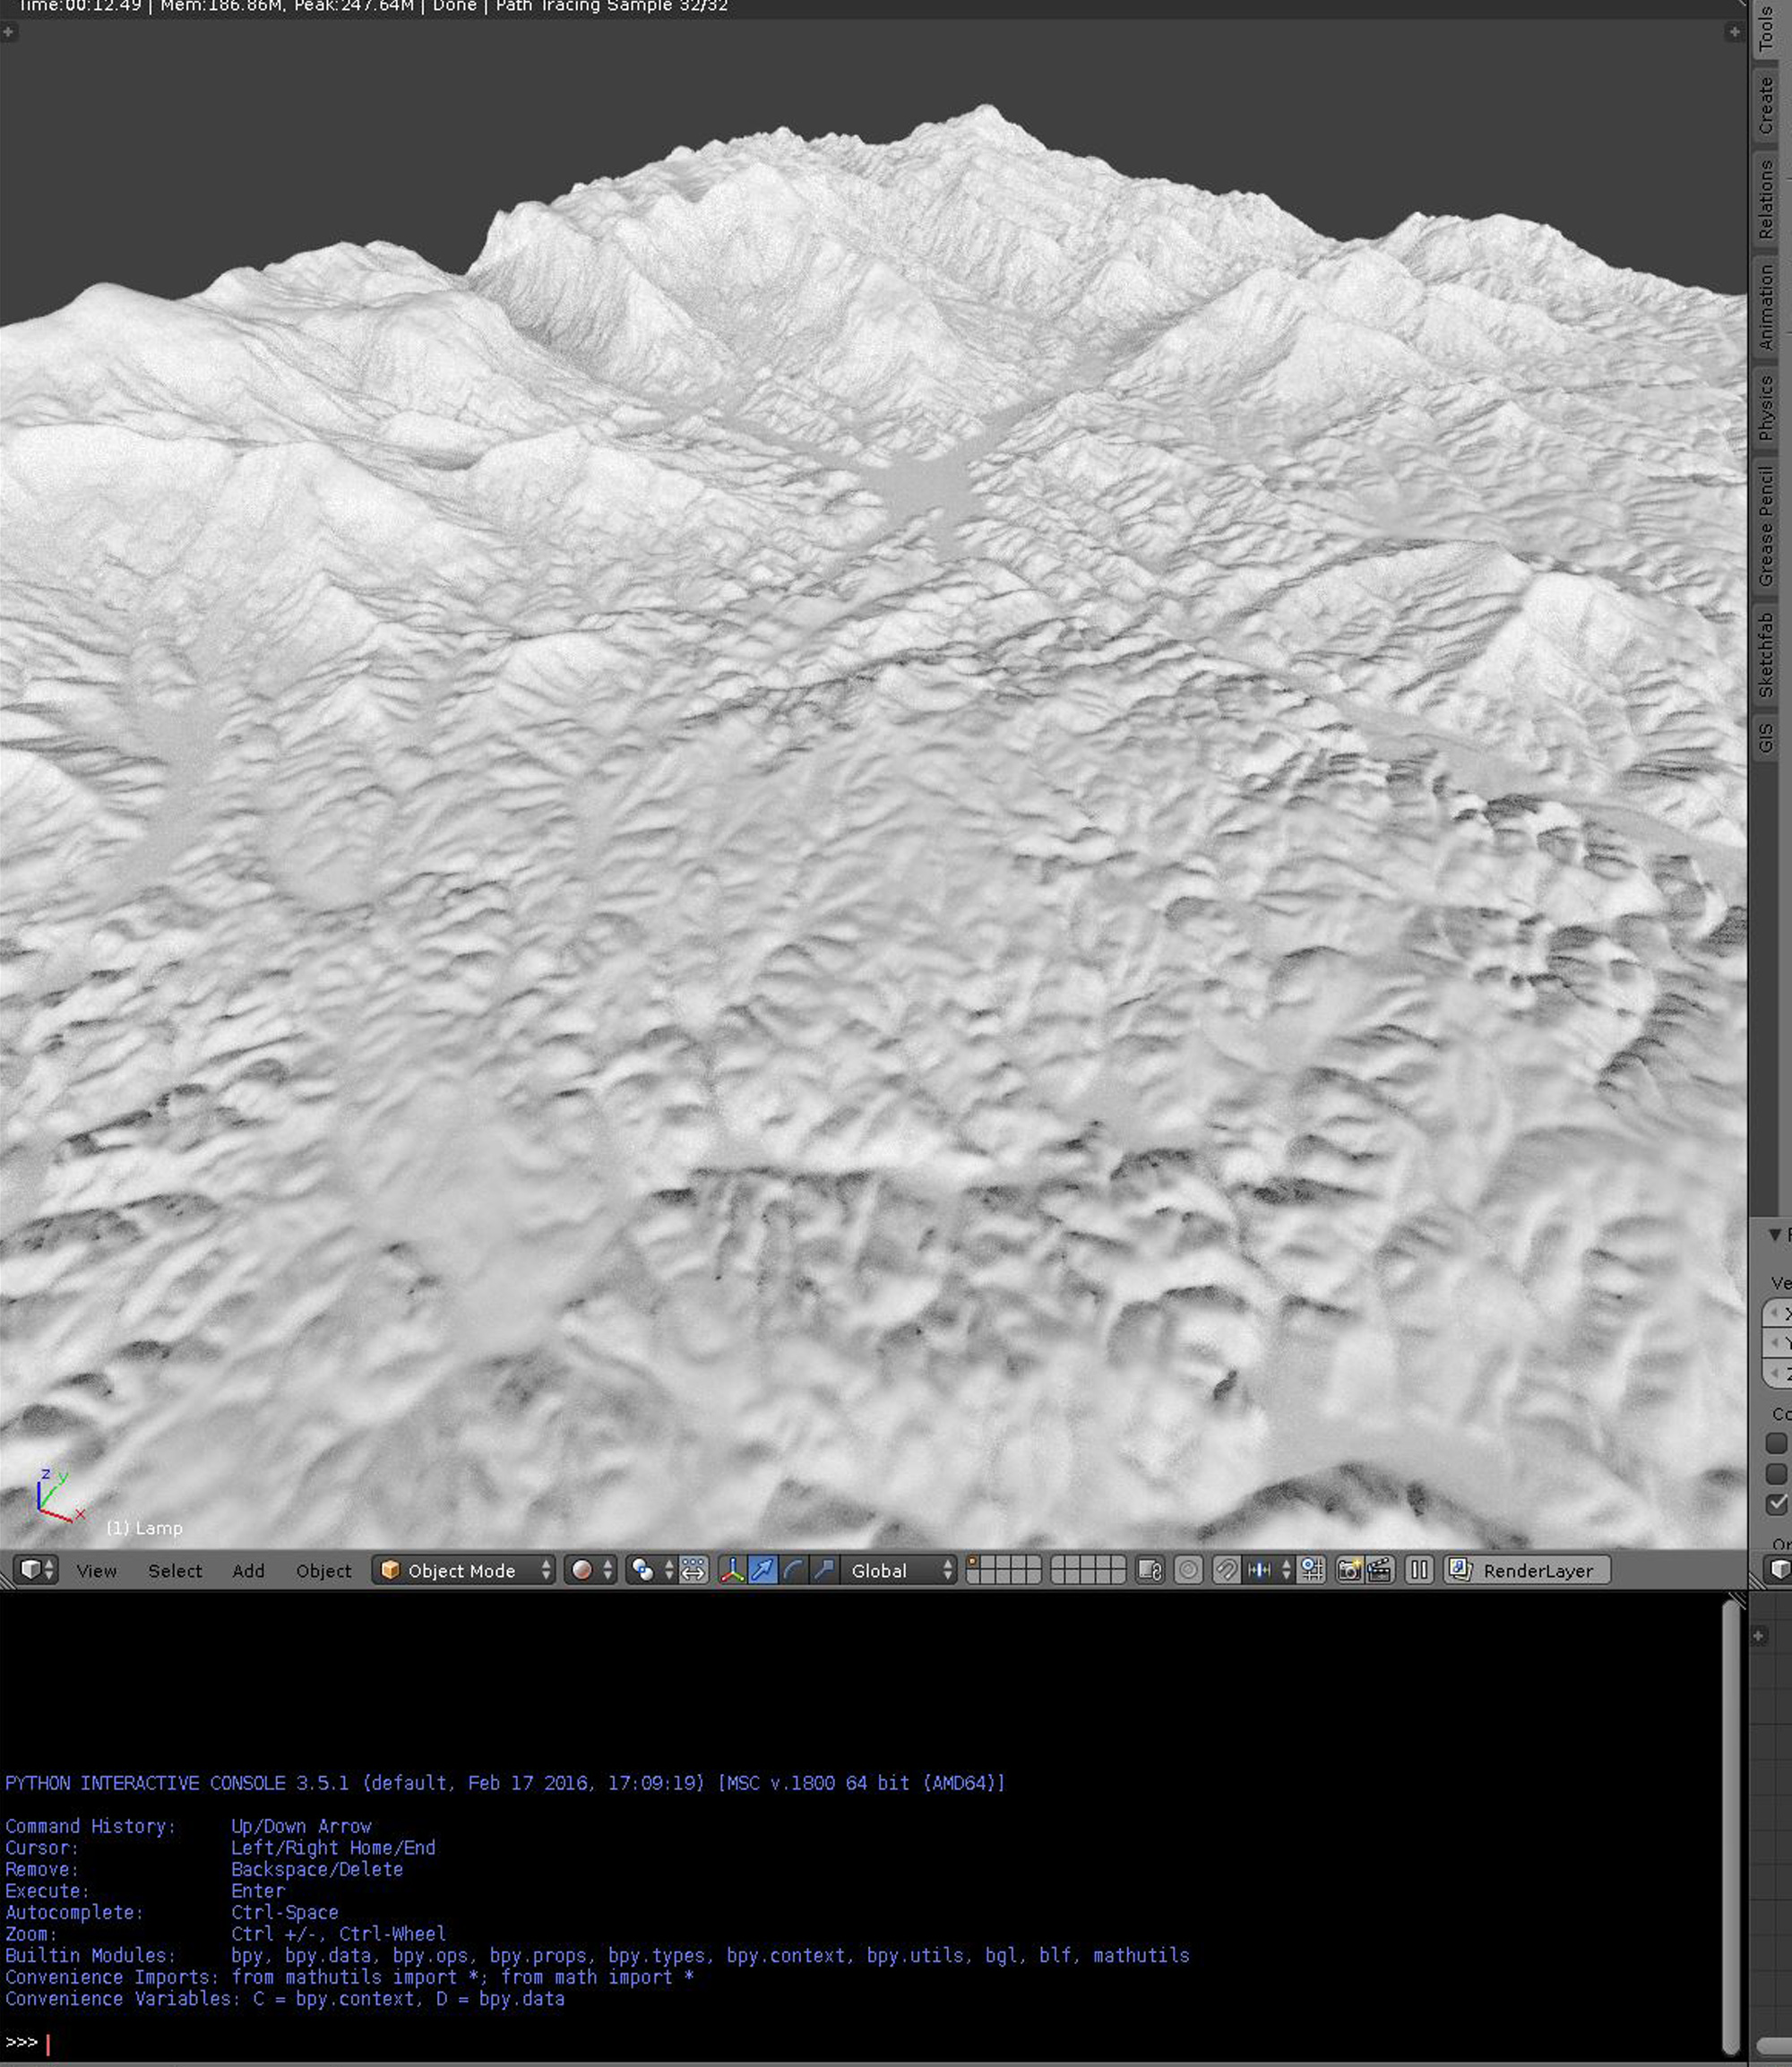 Time:00:12.49 | Mem:186.86M, Peak:247.64M | Done | Path Tracing Sample 32/32
Tools
Create
Relations
Animation
Physics
Grease Pencil
Sketchfab
GIS
z y
x
(1) Lamp
View Select Add Object Object Mode Global RenderLayer
PYTHON INTERACTIVE CONSOLE 3.5.1 (default, Feb 17 2016, 17:09:19) [MSC v.1800 64 bit (AMD64)]
Command History: Up/Down Arrow
Cursor: Left/Right Home/End
Remove: Backspace/Delete
Execute: Enter
Autocomplete: Ctrl-Space
Zoom: Ctrl +/-, Ctrl-Wheel
Builtin Modules: bpy, bpy.data, bpy.ops, bpy.props, bpy.types, bpy.context, bpy.utils, bgl, blf, mathutils
Convenience Imports: from mathutils import *; from math import *
Convenience Variables: C = bpy.context, D = bpy.data
>>>